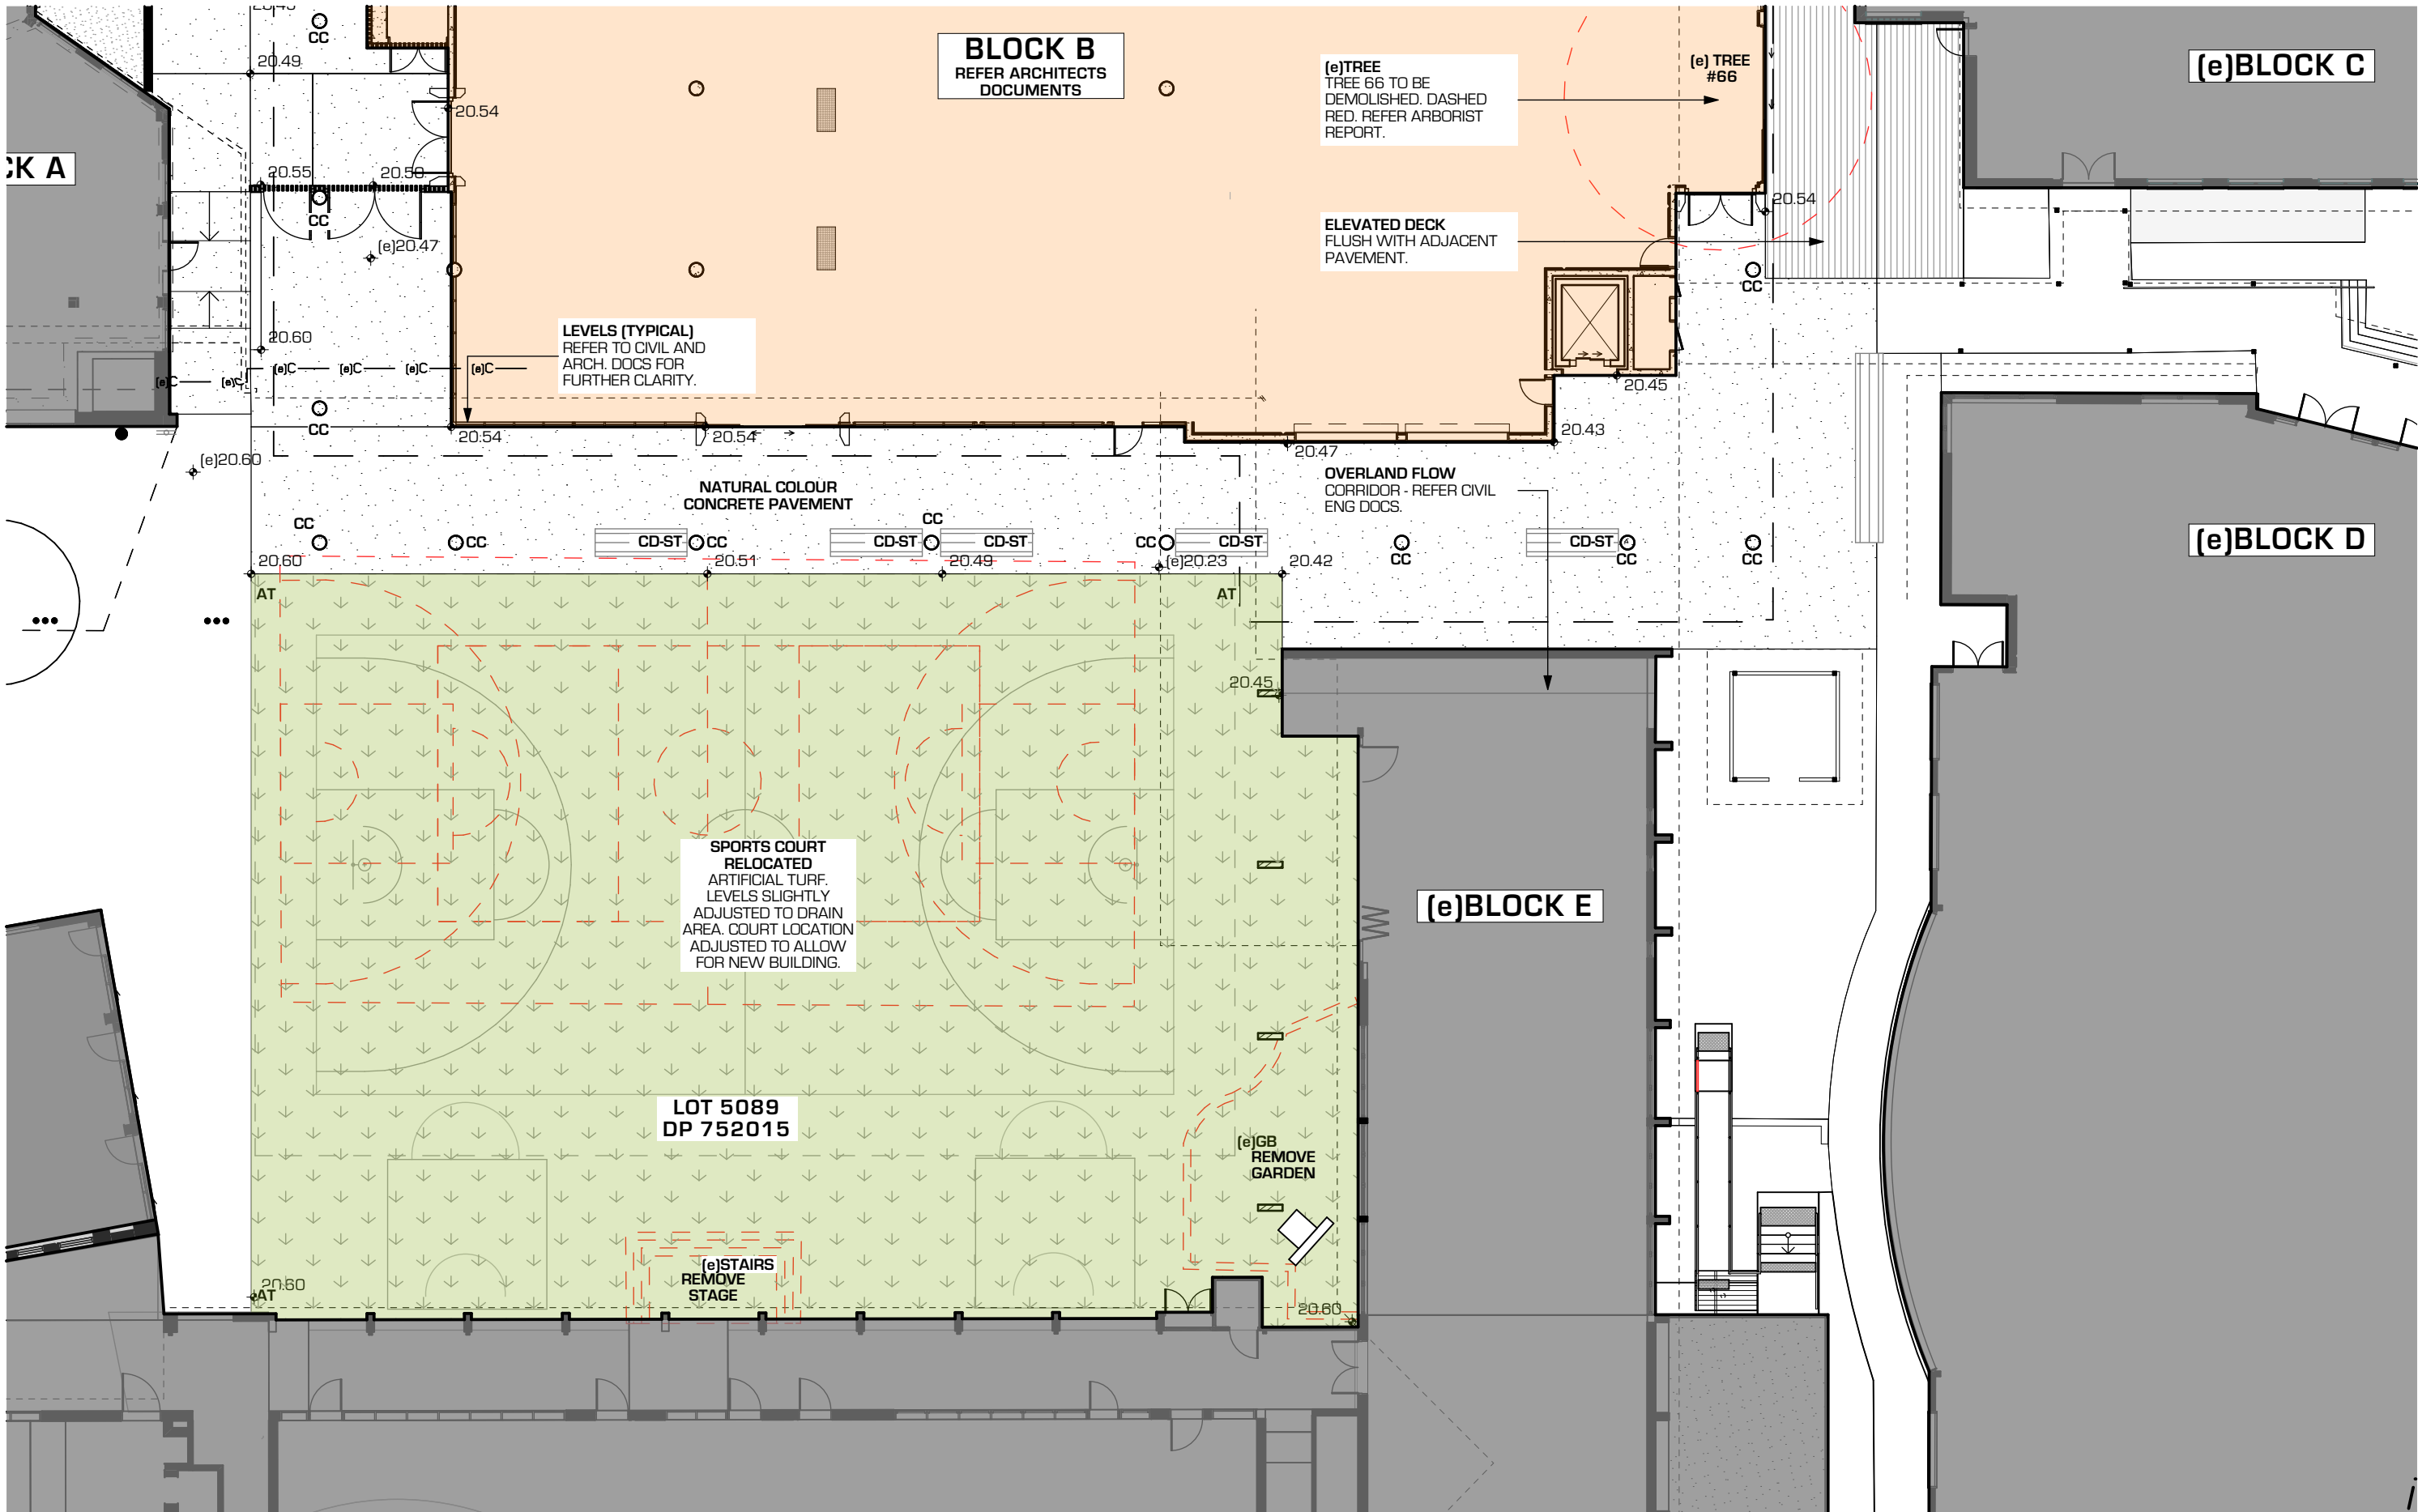 CC
20.49
BLOCK B
REFER ARCHITECTS
DOCUMENTS
(e)TREE
TREE 66 TO BE
DEMOLISHED. DASHED
RED. REFER ARBORIST
REPORT.
(e) TREE
#66
(e)BLOCK C
20.54
CK A
20.55
20.50
CC
(e)20.47
ELEVATED DECK
FLUSH WITH ADJACENT
PAVEMENT.
20.54
CC
LEVELS (TYPICAL)
REFER TO CIVIL AND
ARCH. DOCS FOR
FURTHER CLARITY.
20.60
(e)C
(e)C
(e)C
(e)C
(e)C
(e)C
20.45
CC
20.54
20.54
20.47
20.43
(e)20.60
NATURAL COLOUR
CONCRETE PAVEMENT
OVERLAND FLOW
CORRIDOR - REFER CIVIL
ENG DOCS.
CC
CC
CD-ST
CC
CD-ST
CC
CD-ST
CC
CD-ST
CC
CD-ST
CC
CC
(e)BLOCK D
20.60
20.51
20.49
(e)20.23
20.42
AT
AT
20.45
SPORTS COURT
RELOCATED
ARTIFICIAL TURF.
LEVELS SLIGHTLY
ADJUSTED TO DRAIN
AREA. COURT LOCATION
ADJUSTED TO ALLOW
FOR NEW BUILDING.
(e)BLOCK E
LOT 5089
DP 752015
(e)GB
REMOVE
GARDEN
(e)STAIRS
REMOVE
STAGE
20.60
AT
20.60